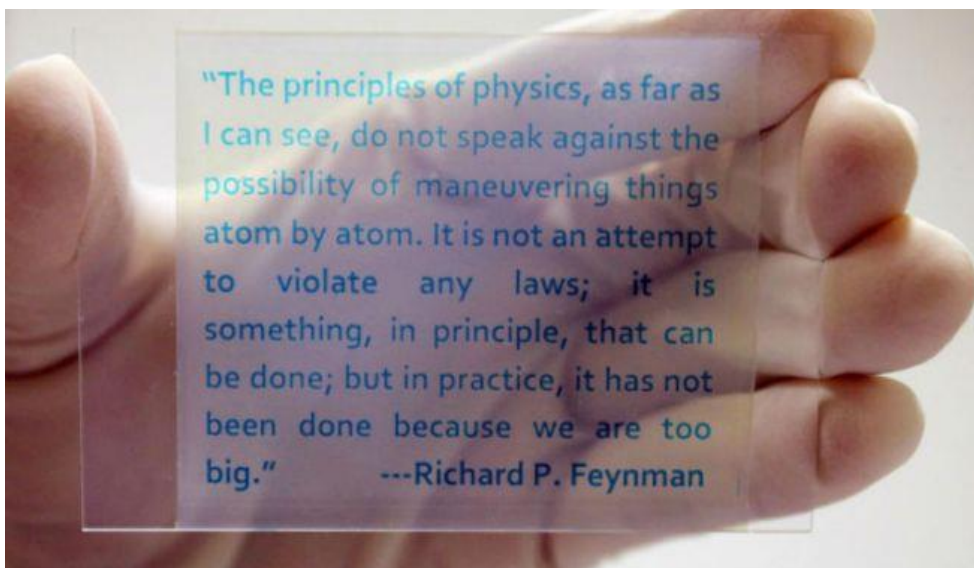 “The principles of physics, as far as
I can see, do not speak against the
possibility of maneuvering things
atom by atom. It is not an attempt
to violate any laws; it is
something, in principle, that can
be done; but in practice, it has not
been done because we are too
big.” ---Richard P. Feynman